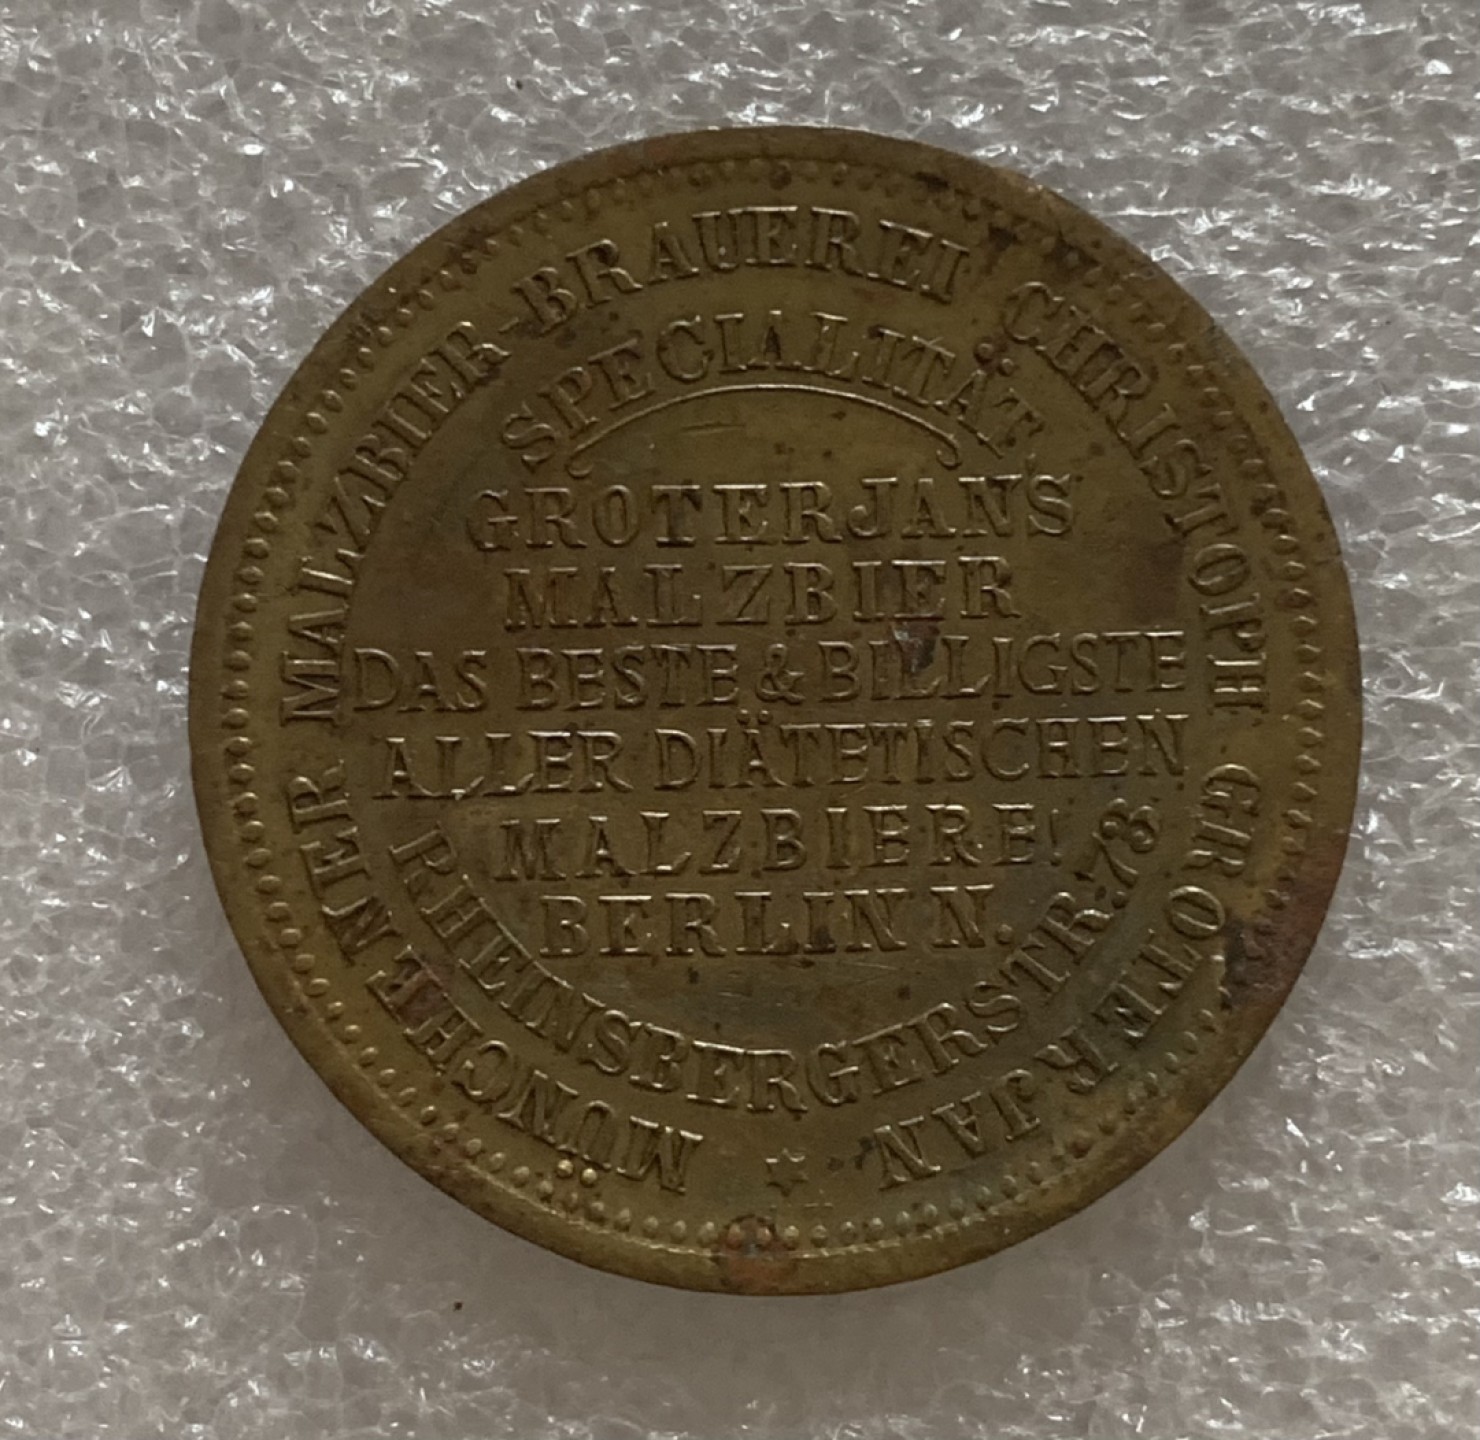 MÜNCHENER MALZBIER-BRAUEREI CHRISTOPH GROTERJAN
SPECIALITÄT
GROTERJANS
MALZBIER
DAS BESTE & BILLIGSTE
ALLER DIÄTETISCHEN
MALZBIERE!
BERLIN N.
RHEINSBERGERSTR. 73.